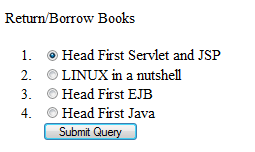 Return/Borrow Books
1. Head First Servlet and JSP
2. LINUX in a nutshell
3. Head First EJB
4. Head First Java
Submit Query